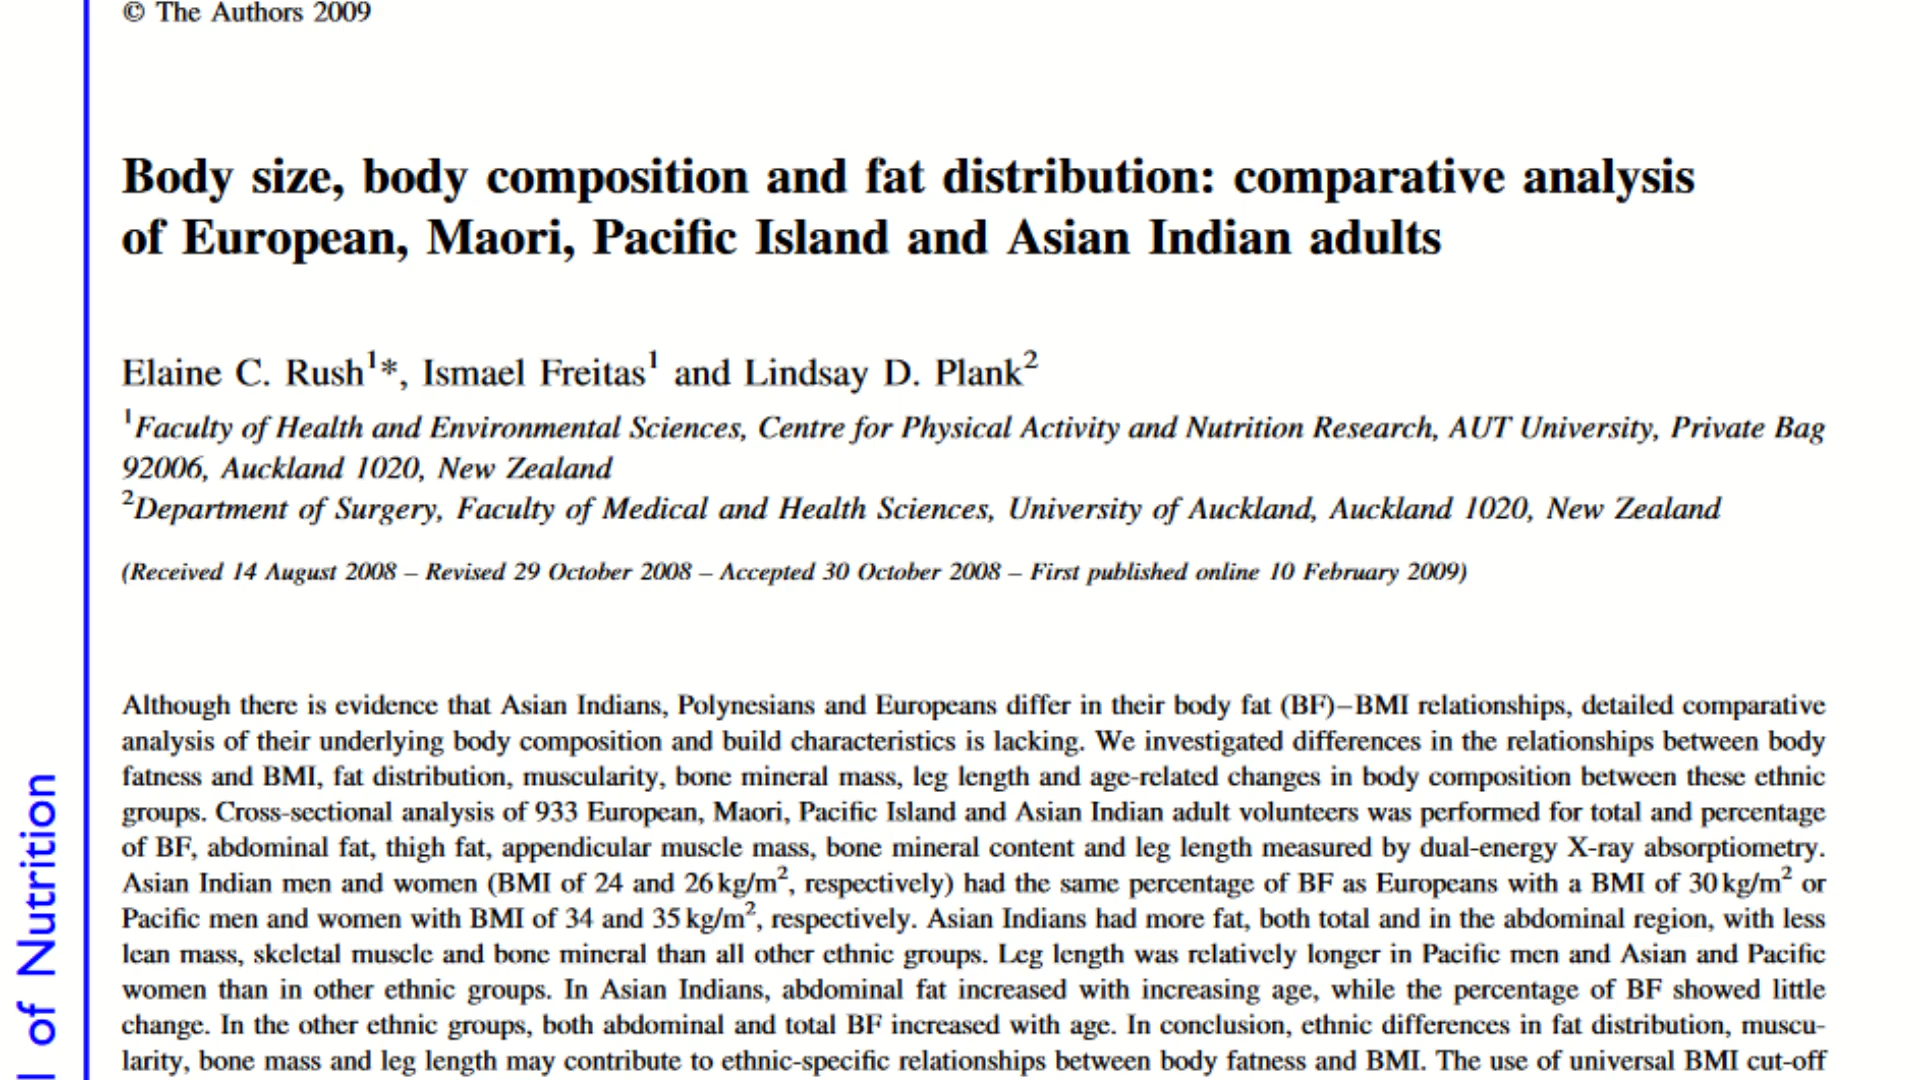 © The Authors 2009
Body size, body composition and fat distribution: comparative analysis
of European, Maori, Pacific Island and Asian Indian adults
Elaine C. Rush1*, Ismael Freitas1 and Lindsay D. Plank2
1Faculty of Health and Environmental Sciences, Centre for Physical Activity and Nutrition Research, AUT University, Private Bag
92006, Auckland 1020, New Zealand
2Department of Surgery, Faculty of Medical and Health Sciences, University of Auckland, Auckland 1020, New Zealand
(Received 14 August 2008 – Revised 29 October 2008 – Accepted 30 October 2008 – First published online 10 February 2009)
Although there is evidence that Asian Indians, Polynesians and Europeans differ in their body fat (BF)–BMI relationships, detailed comparative
analysis of their underlying body composition and build characteristics is lacking. We investigated differences in the relationships between body
fatness and BMI, fat distribution, muscularity, bone mineral mass, leg length and age-related changes in body composition between these ethnic
groups. Cross-sectional analysis of 933 European, Maori, Pacific Island and Asian Indian adult volunteers was performed for total and percentage
of BF, abdominal fat, thigh fat, appendicular muscle mass, bone mineral content and leg length measured by dual-energy X-ray absorptiometry.
Asian Indian men and women (BMI of 24 and 26 kg/m2, respectively) had the same percentage of BF as Europeans with a BMI of 30 kg/m2 or
Pacific men and women with BMI of 34 and 35 kg/m2, respectively. Asian Indians had more fat, both total and in the abdominal region, with less
lean mass, skeletal muscle and bone mineral than all other ethnic groups. Leg length was relatively longer in Pacific men and Asian and Pacific
women than in other ethnic groups. In Asian Indians, abdominal fat increased with increasing age, while the percentage of BF showed little
change. In the other ethnic groups, both abdominal and total BF increased with age. In conclusion, ethnic differences in fat distribution, muscu-
larity, bone mass and leg length may contribute to ethnic-specific relationships between body fatness and BMI. The use of universal BMI cut-off
of Nutrition